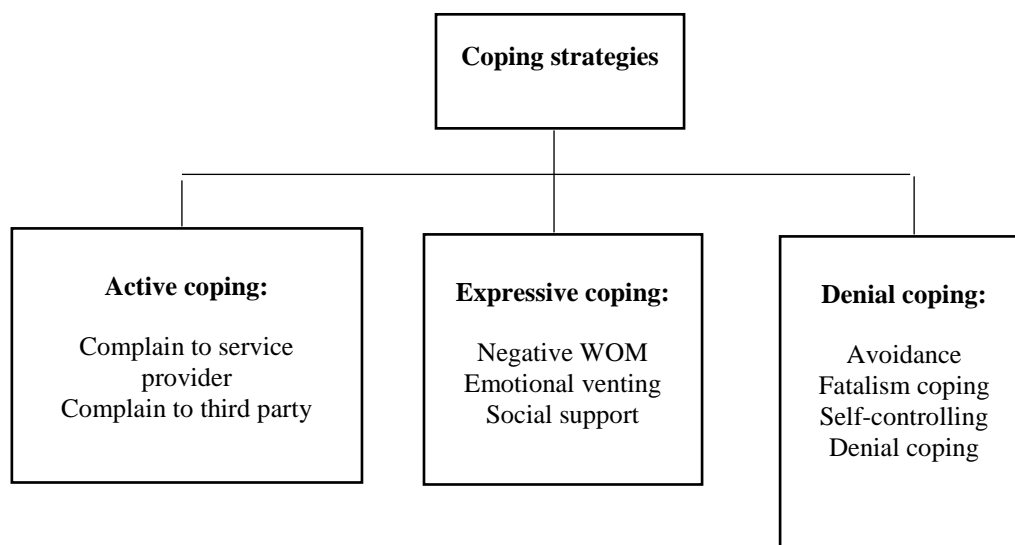 Coping strategies
Active coping:
Complain to service
provider
Complain to third party
Expressive coping:
Negative WOM
Emotional venting
Social support
Denial coping:
Avoidance
Fatalism coping
Self-controlling
Denial coping